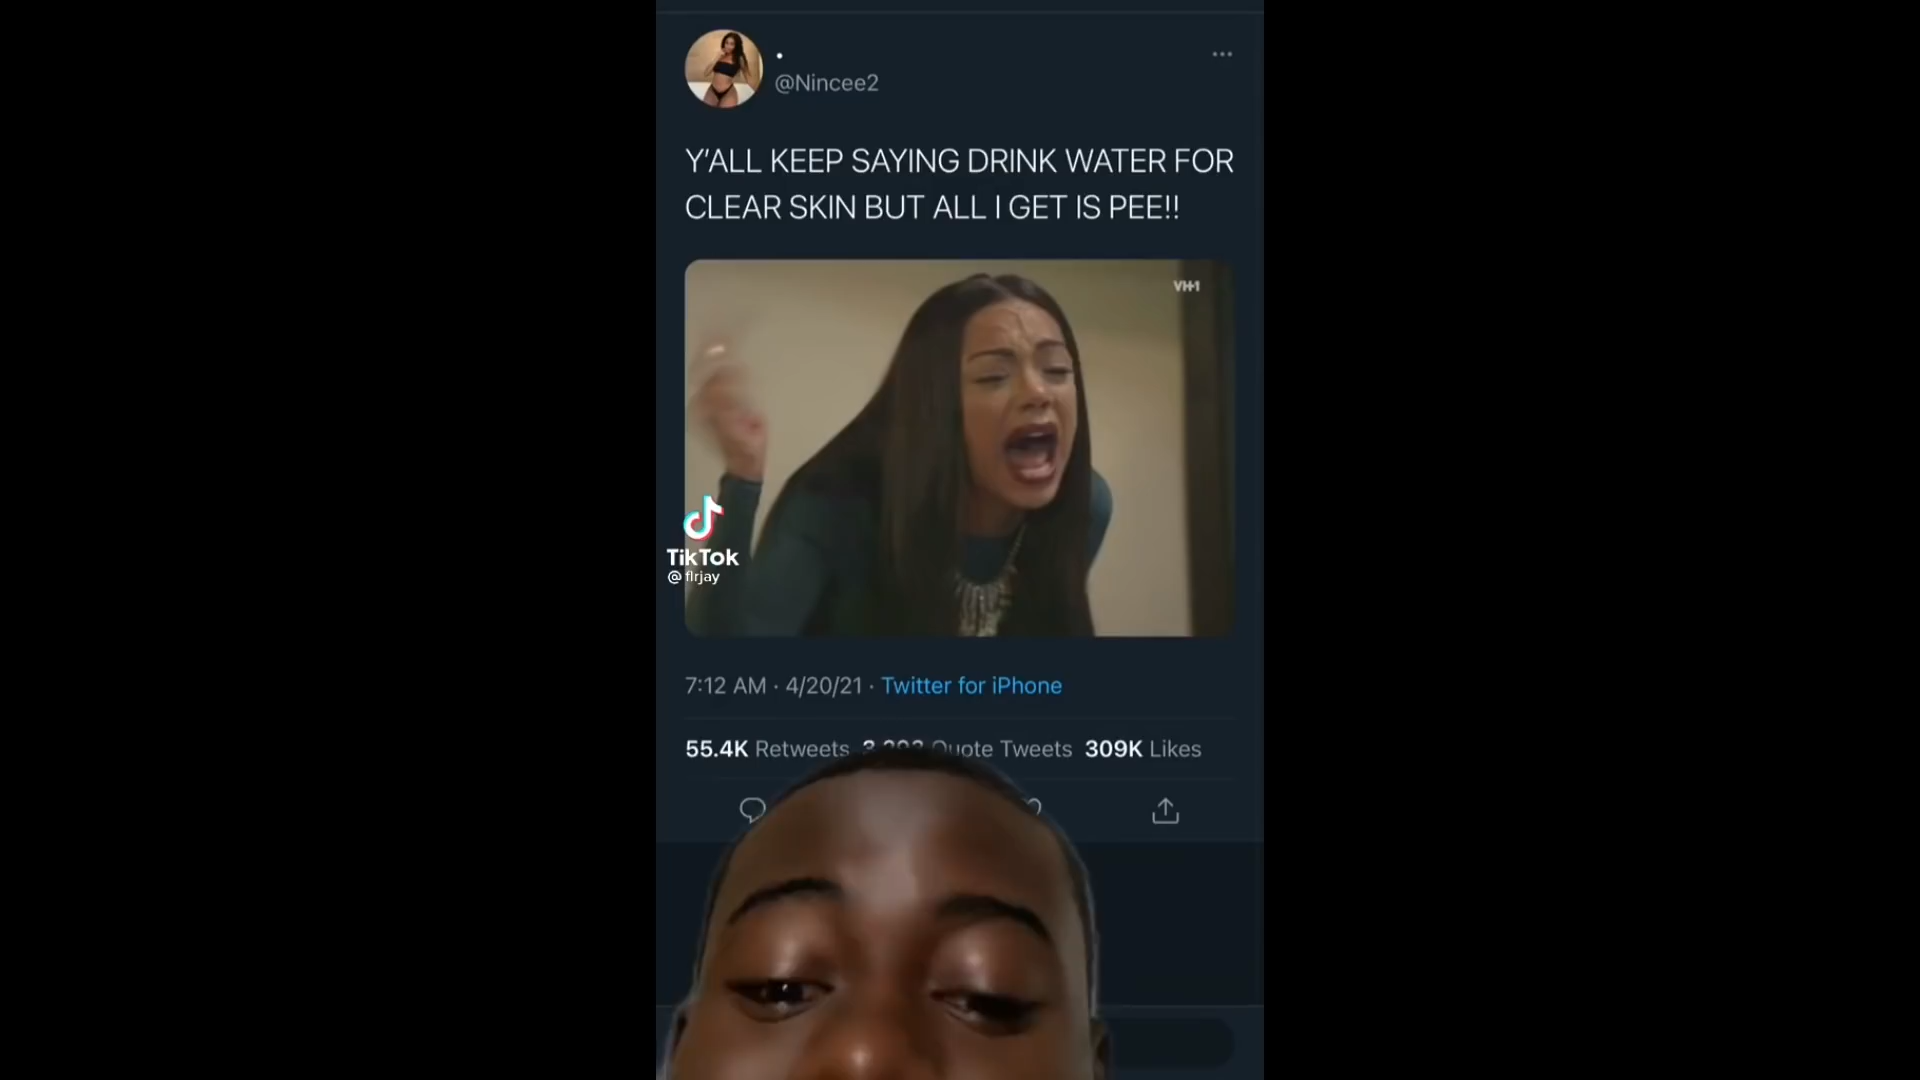 .
@Nincee2
Y'ALL KEEP SAYING DRINK WATER FOR
CLEAR SKIN BUT ALL I GET IS PEE!!
VH1
TikTok
@flrjay
7:12 AM · 4/20/21 · Twitter for iPhone
55.4K Retweets Quote Tweets 309K Likes